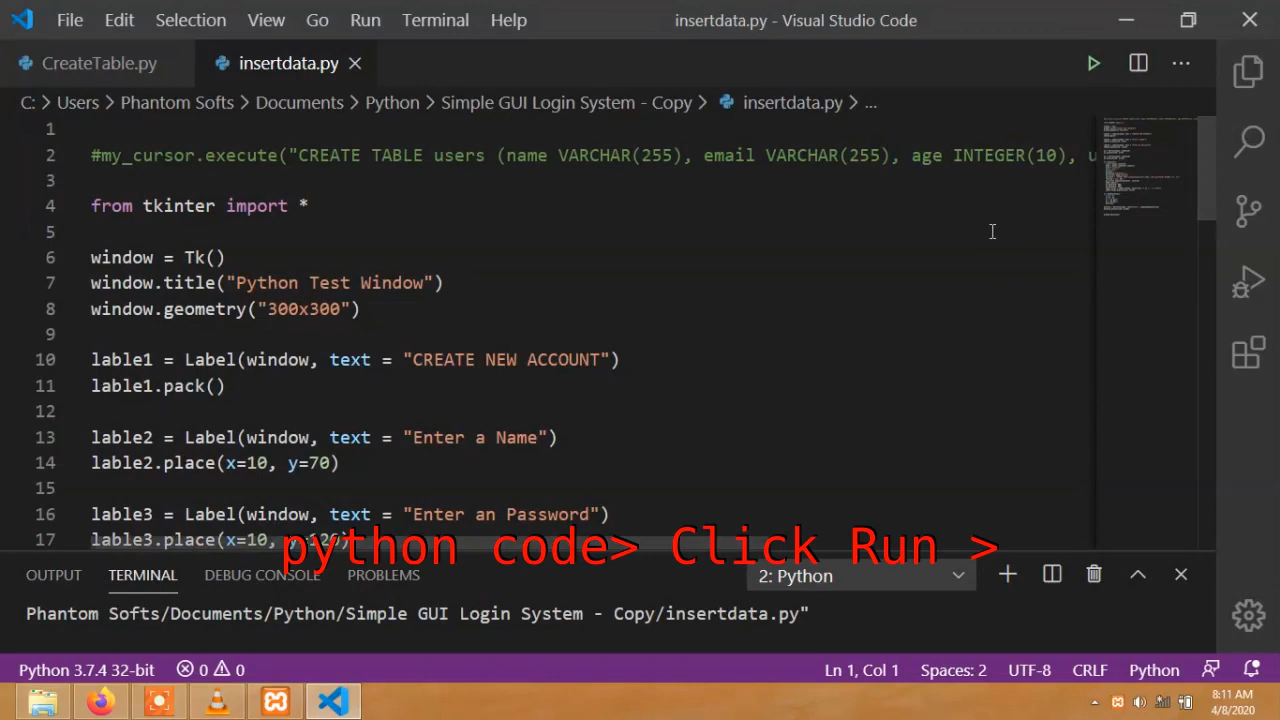 File Edit Selection View Go Run Terminal Help insertdata.py - Visual Studio Code
CreateTable.py insertdata.py
C: > Users > Phantom Softs > Documents > Python > Simple GUI Login System - Copy > insertdata.py > ...
1
2 #my_cursor.execute("CREATE TABLE users (name VARCHAR(255), email VARCHAR(255), age INTEGER(10), u
3
4 from tkinter import *
5
6 window = Tk()
7 window.title("Python Test Window")
8 window.geometry("300x300")
9
10 lable1 = Label(window, text = "CREATE NEW ACCOUNT")
11 lable1.pack()
12
13 lable2 = Label(window, text = "Enter a Name")
14 lable2.place(x=10, y=70)
15
16 lable3 = Label(window, text = "Enter an Password")
17 lable3.place(x=10, y=120)
python code> Click Run >
OUTPUT TERMINAL DEBUG CONSOLE PROBLEMS 2: Python
Phantom Softs/Documents/Python/Simple GUI Login System - Copy/insertdata.py"
Python 3.7.4 32-bit 0 0 Ln 1, Col 1 Spaces: 2 UTF-8 CRLF Python
8:11 AM
4/8/2020